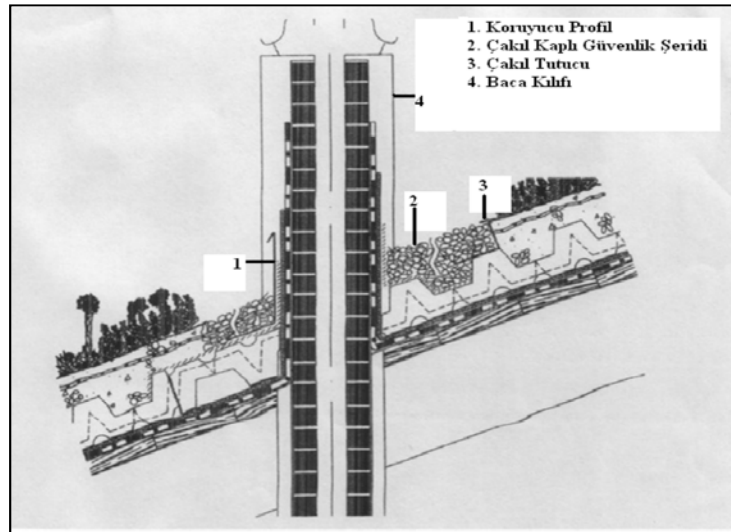 1. Koruyucu Profil
2. Çakıl Kaplı Güvenlik Şeridi
3. Çakıl Tutucu
4. Baca Kılıfı
4
3
2
1